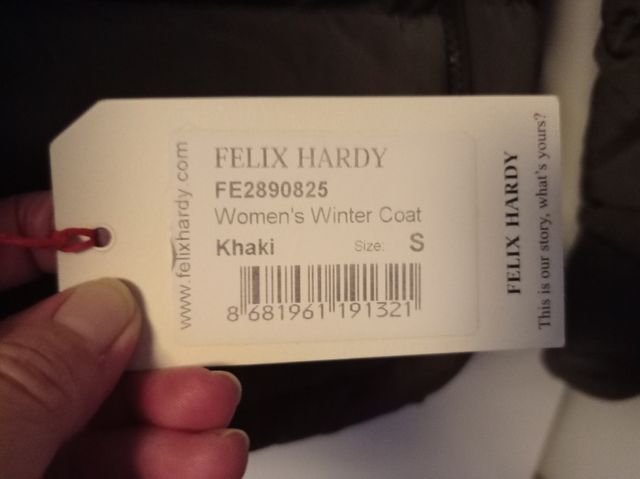 www.felixhardy.com
FELIX HARDY
FE2890825
Women's Winter Coat
Khaki Size: S
8 681961 191321
FELIX HARDY
This is our story, what's yours?